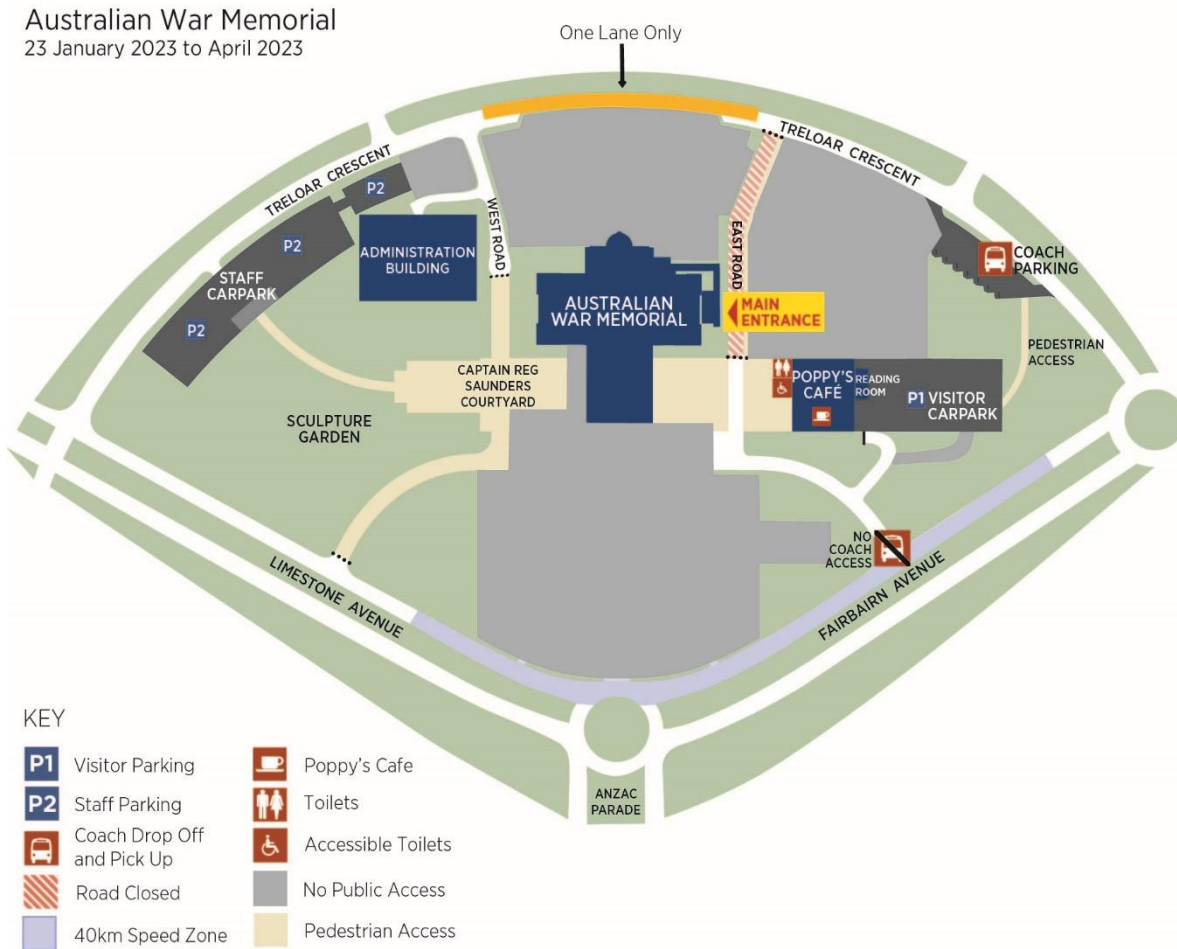 Australian War Memorial
23 January 2023 to April 2023
One Lane Only
TRELOAR CRESCENT
TRELOAR CRESCENT
P2
P2
P2
STAFF
CARPARK
ADMINISTRATION
BUILDING
WEST ROAD
EAST ROAD
COACH
PARKING
AUSTRALIAN
WAR MEMORIAL
MAIN
ENTRANCE
PEDESTRIAN
ACCESS
CAPTAIN REG
SAUNDERS
COURTYARD
POPPY'S
CAFÉ
READING
ROOM
P1 VISITOR
CARPARK
SCULPTURE
GARDEN
NO
COACH
ACCESS
LIMESTONE AVENUE
FAIRBAIRN AVENUE
ANZAC
PARADE
KEY
P1 Visitor Parking
P2 Staff Parking
Coach Drop Off
and Pick Up
Road Closed
40km Speed Zone
Poppy's Cafe
Toilets
Accessible Toilets
No Public Access
Pedestrian Access